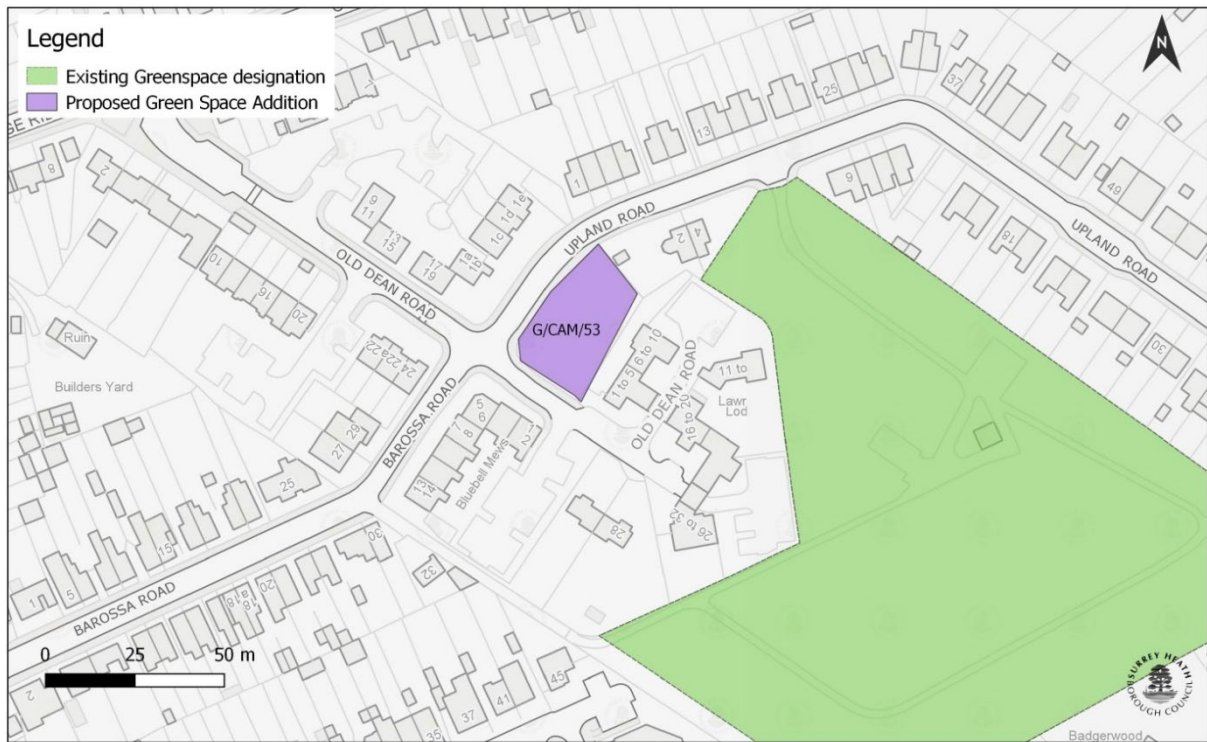 Legend
Existing Greenspace designation
Proposed Green Space Addition
N
8
2
1
9
11
13
15
17
19
1a
1b
1c
1d
1e
1
13
25
37
49
UPLAND ROAD
2
4
9
18
UPLAND ROAD
30
OLD DEAN ROAD
10
16
20
G/CAM/53
Ruin
Builders Yard
22
22a
24
BAROSSA ROAD
1 to 5
6 to 10
OLD DEAN ROAD
11 to
Lawr
Lod
16 to 20
5
6
7
8
1
2
13
14
Bluebell Mews
27
29
25
28
26 to 32
30
32
15
1
5
BAROSSA ROAD
18a
18
20
0 25 50 m
2
35
37
41
45
SURREY HEATH
BOROUGH COUNCIL
Badgerwood